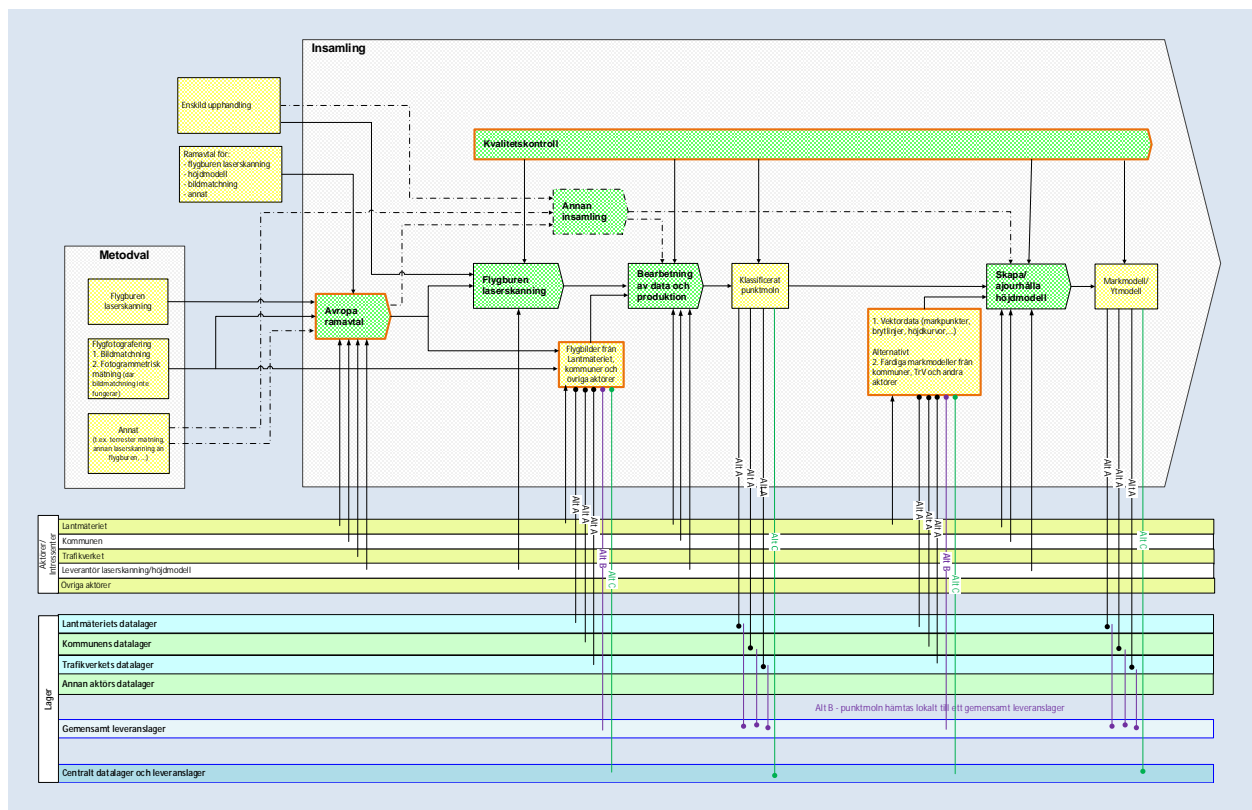 Insamling
Enskild upphandling
Kvalitetskontroll
Ramavtal för:
- flygburen laserskanning
- höjdmodell
- bildmatchning
- annat
Annan
insamling
Metodval
Flygburen
laserskanning
Flygburen
laserskanning
Bearbetning
av data och
produktion
Klassificerat
punktmoln
Skapa/
ajourhålla
höjdmodell
Markmodell/
Ytmodell
Avropa
ramavtal
1. Vektordata (markpunkter,
brytlinjer, höjdkurvor,...)
Alternativt
2. Färdiga markmodeller från
kommuner, TrV och andra
aktörer
Flygfotografering
1. Bildmatchning
2. Fotogrammetrisk
mätning (där
bildmatchning inte
fungerar)
Flygbilder från
Lantmäteriet,
kommuner och
övriga aktörer
Annat
(t.ex. terrester mätning,
annan laserskanning än
flygburen, ...)
Alt A
Alt A
Alt A
Alt B
Alt C
Alt A
Alt A
Alt A
Alt C
Alt A
Alt A
Alt A
Alt B
Alt C
Alt A
Alt A
Alt A
Alt C
Aktörer/
Intressenter
Lantmäteriet
Kommunen
Trafikverket
Leverantör laserskanning/höjdmodell
Övriga aktörer
Lager
Lantmäteriets datalager
Kommunens datalager
Trafikverkets datalager
Annan aktörs datalager
Alt B - punktmoln hämtas lokalt till ett gemensamt leveranslager
Gemensamt leveranslager
Centralt datalager och leveranslager